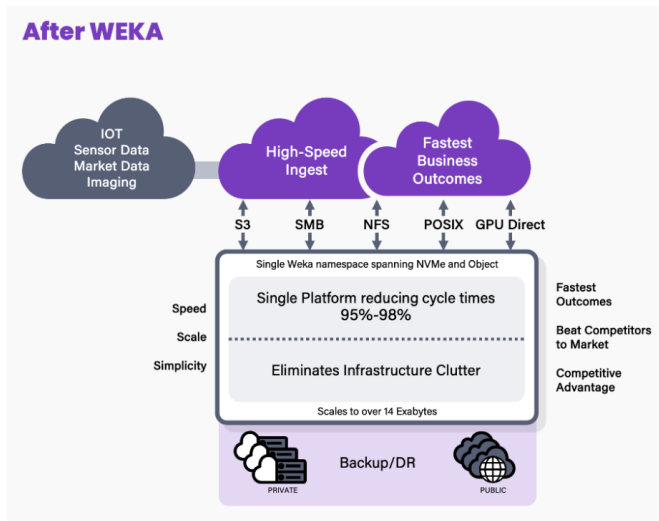 After WEKA
IOT
Sensor Data
Market Data
Imaging
High-Speed
Ingest
Fastest
Business
Outcomes
S3
SMB
NFS
POSIX
GPU Direct
Single Weka namespace spanning NVMe and Object
Single Platform reducing cycle times
95%-98%
Eliminates Infrastructure Clutter
Scales to over 14 Exabytes
Speed
Scale
Simplicity
Fastest
Outcomes
Beat Competitors
to Market
Competitive
Advantage
Backup/DR
PRIVATE
PUBLIC